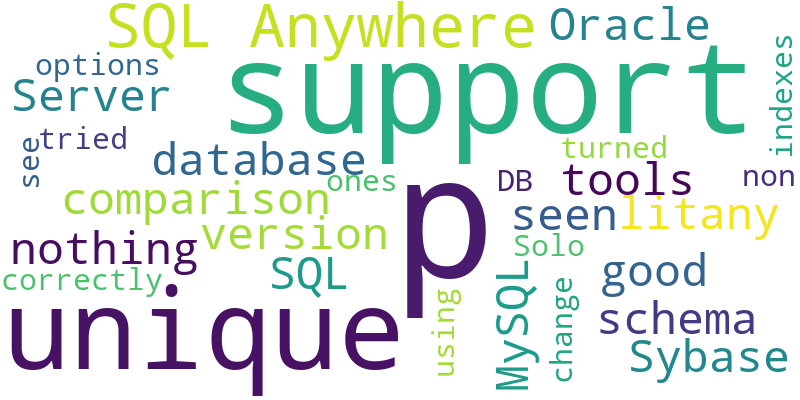 SQL Anywhere
Oracle
options
support
Server
indexes
tried
see
turned
database
tools
non
ones
DB
p
comparison
seen
litany
version
nothing
Solo
SQL
good
correctly
MySQL
change
using
unique
schema
Sybase